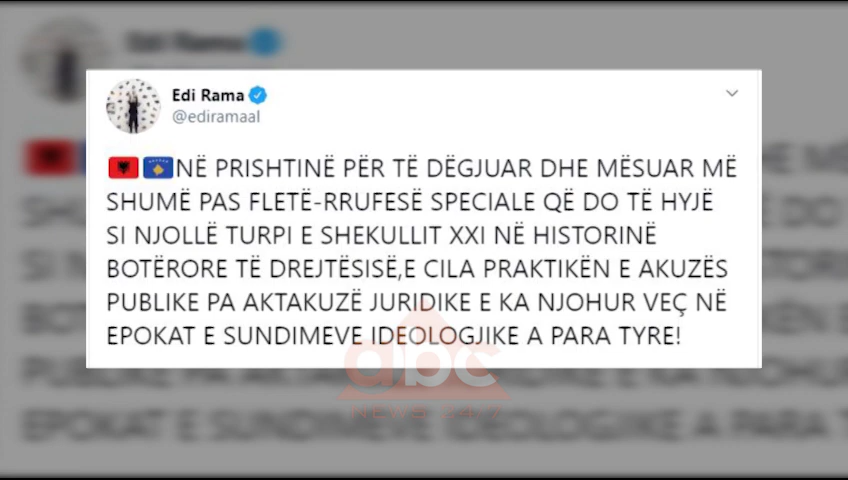 Edi Rama
@ediramaal
NË PRISHTINË PËR TË DËGJUAR DHE MËSUAR MË
SHUMË PAS FLETË-RRUFESË SPECIALE QË DO TË HYJË
SI NJOLLË TURPI E SHEKULLIT XXI NË HISTORINË
BOTËRORE TË DREJTËSISË,E CILA PRAKTIKËN E AKUZËS
PUBLIKE PA AKTAKUZË JURIDIKE E KA NJOHUR VEÇ NË
EPOKAT E SUNDIMEVE IDEOLOGJIKE A PARA TYRE!
abc
NEWS 24/7